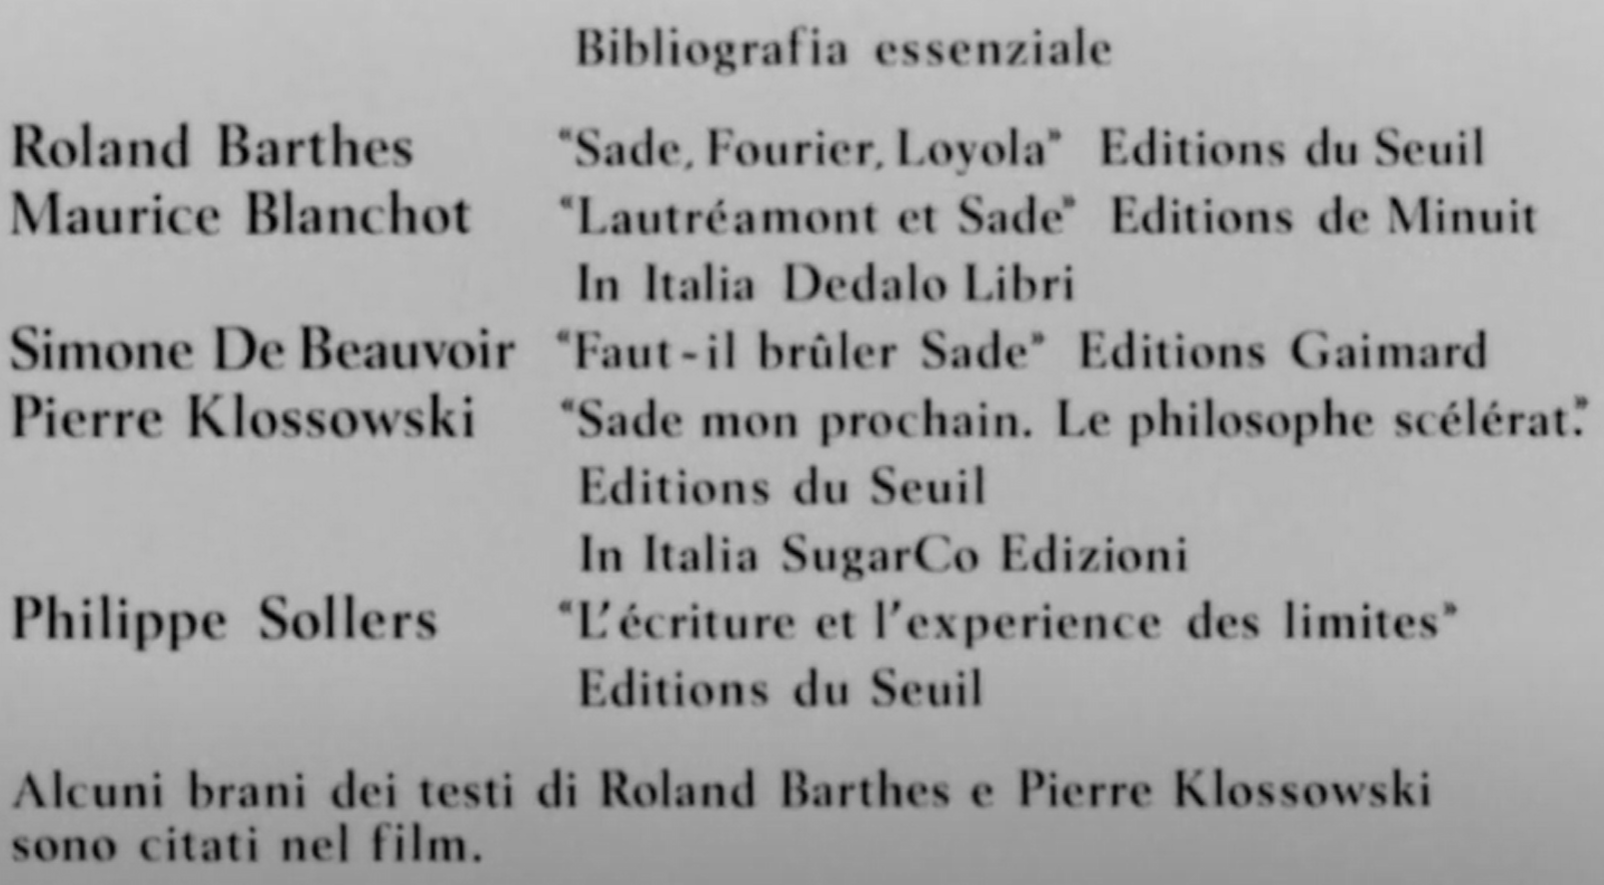 Bibliografia essenziale
Roland Barthes "Sade, Fourier, Loyola" Editions du Seuil
Maurice Blanchot "Lautréamont et Sade" Editions de Minuit
In Italia Dedalo Libri
Simone De Beauvoir "Faut-il brûler Sade" Editions Gaimard
Pierre Klossowski "Sade mon prochain. Le philosophe scélérat."
Editions du Seuil
In Italia SugarCo Edizioni
Philippe Sollers "L'écriture et l'experience des limites"
Editions du Seuil
Alcuni brani dei testi di Roland Barthes e Pierre Klossowski
sono citati nel film.